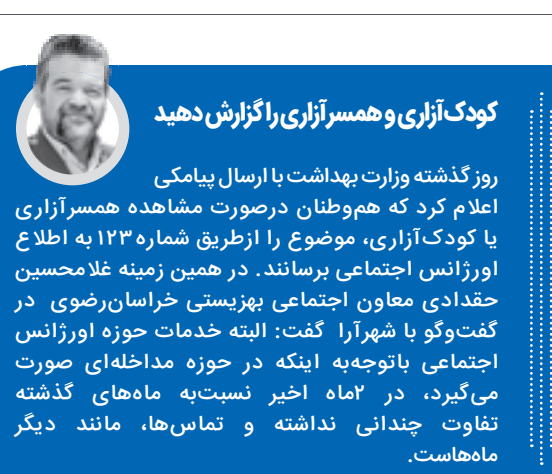 کودک‌آزاری و همسرآزاری را گزارش دهید
روز گذشته وزارت بهداشت با ارسال پیامکی
اعلام کرد که هم‌وطنان درصورت مشاهده همسرآزاری
یا کودک‌آزاری، موضوع را ازطریق شماره ۱۲۳ به اطلاع
اورژانس اجتماعی برسانند. در همین زمینه غلامحسین
حقدادی معاون اجتماعی بهزیستی خراسان‌رضوی در
گفت‌وگو با شهرآرا گفت: البته خدمات حوزه اورژانس
اجتماعی باتوجه‌به اینکه در حوزه مداخله‌ای صورت
می‌گیرد، در ۲ماه اخیر نسبت‌به ماه‌های گذشته
تفاوت چندانی نداشته و تماس‌ها، مانند دیگر
ماه‌هاست.